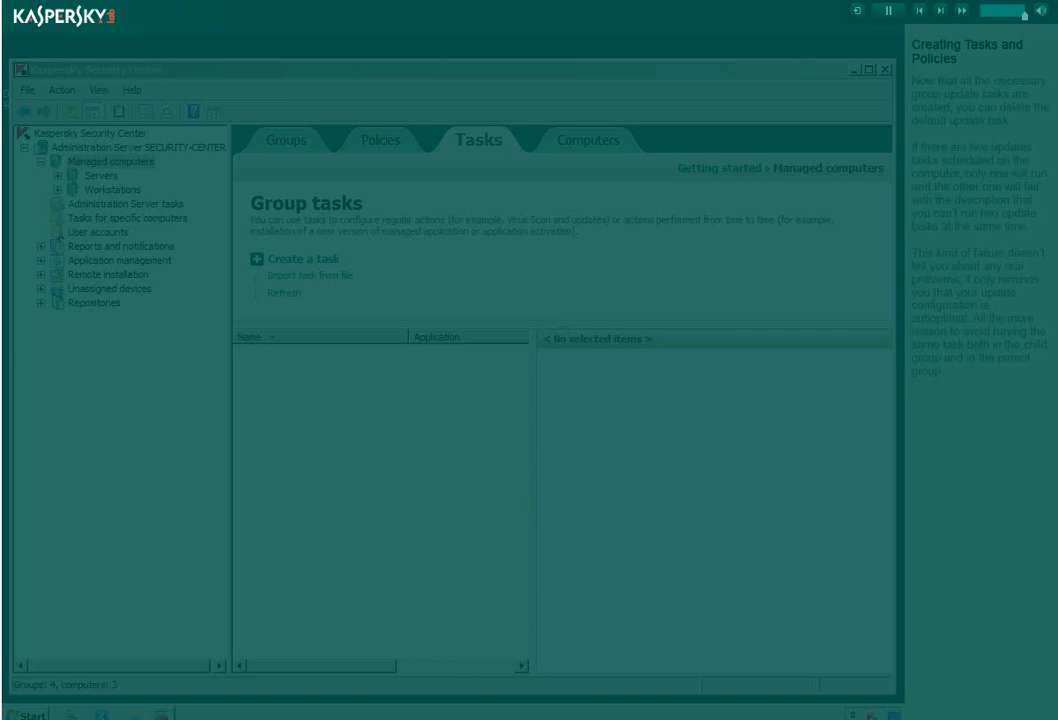 KASPERSKY lab
Creating Tasks and
Policies
Now that all the necessary
group update tasks are
created, you can delete the
default update task.
If there are two updates
tasks scheduled on the
computer, only one will run
and the other one will fail
with the description that
you can't run two update
tasks at the same time.
This kind of failure doesn't
tell you about any real
problems, it only reminds
you that your update
configuration is
suboptimal. All the more
reason to avoid having the
same task both in the child
group and in the parent
group.
Kaspersky Security Center
File Action View Help
Kaspersky Security Center
Administration Server SECURITY-CENTER
Managed computers
Servers
Workstations
Administration Server tasks
Tasks for specific computers
User accounts
Reports and notifications
Application management
Remote installation
Unassigned devices
Repositories
Groups Policies Tasks Computers
Getting started > Managed computers
Group tasks
You can use tasks to configure regular actions (for example, Virus Scan and updates) or actions performed from time to time (for example,
installation of a new version of managed application or application activation).
Create a task
Import task from file
Refresh
Name Application
< No selected items >
Groups: 4, computers: 3
Start